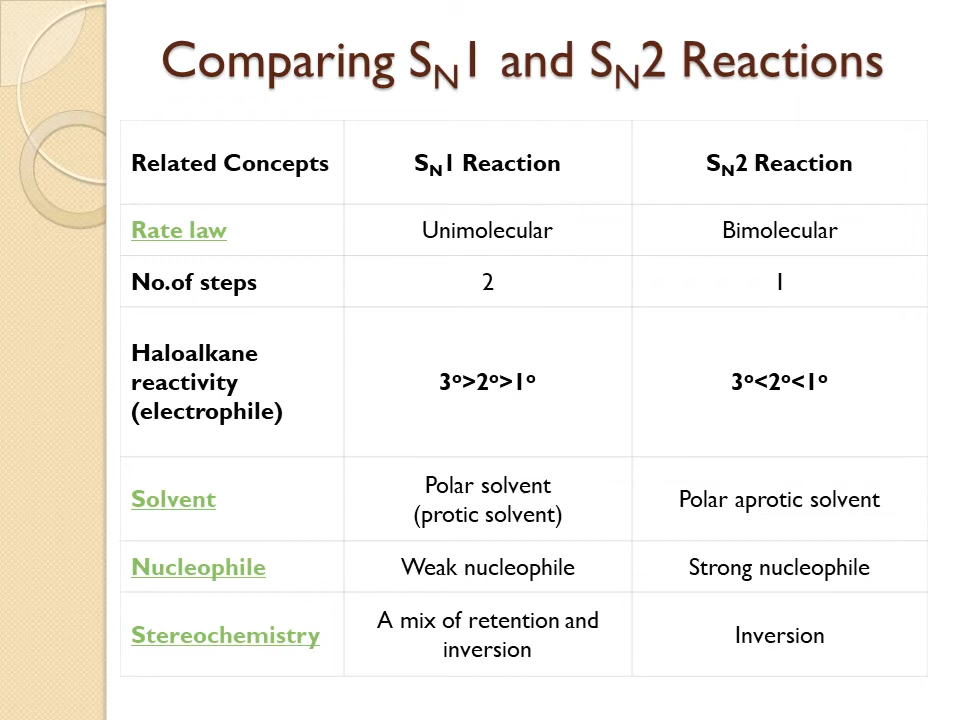 Comparing SN1 and SN2 Reactions
Related Concepts
SN1 Reaction
SN2 Reaction
Rate law
Unimolecular
Bimolecular
No.of steps
2
1
Haloalkane
reactivity
(electrophile)
3º>2º>1º
3º<2º<1º
Solvent
Polar solvent
(protic solvent)
Polar aprotic solvent
Nucleophile
Weak nucleophile
Strong nucleophile
Stereochemistry
A mix of retention and
inversion
Inversion